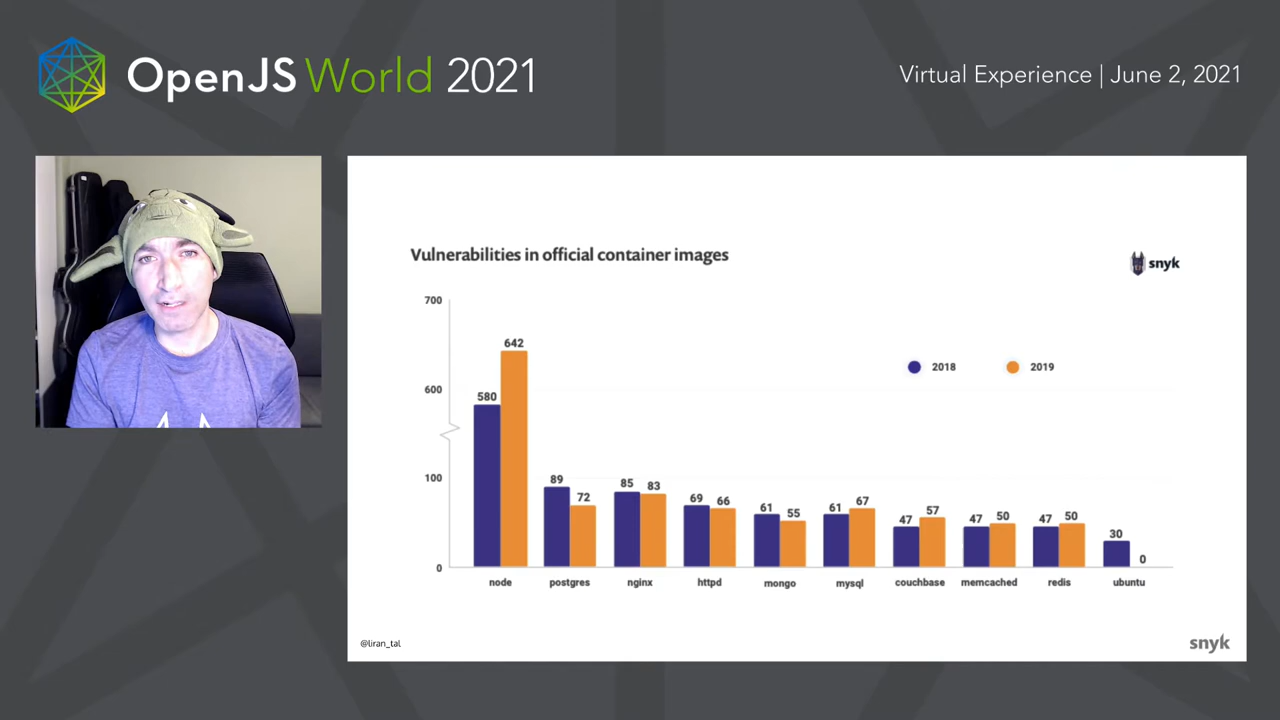 OpenJS World 2021
Virtual Experience | June 2, 2021
Vulnerabilities in official container images
snyk
700
600
100
0
2018
2019
580
642
89
72
85
83
69
66
61
55
61
67
47
57
47
50
47
50
30
0
node
postgres
nginx
httpd
mongo
mysql
couchbase
memcached
redis
ubuntu
@liran_tal
snyk